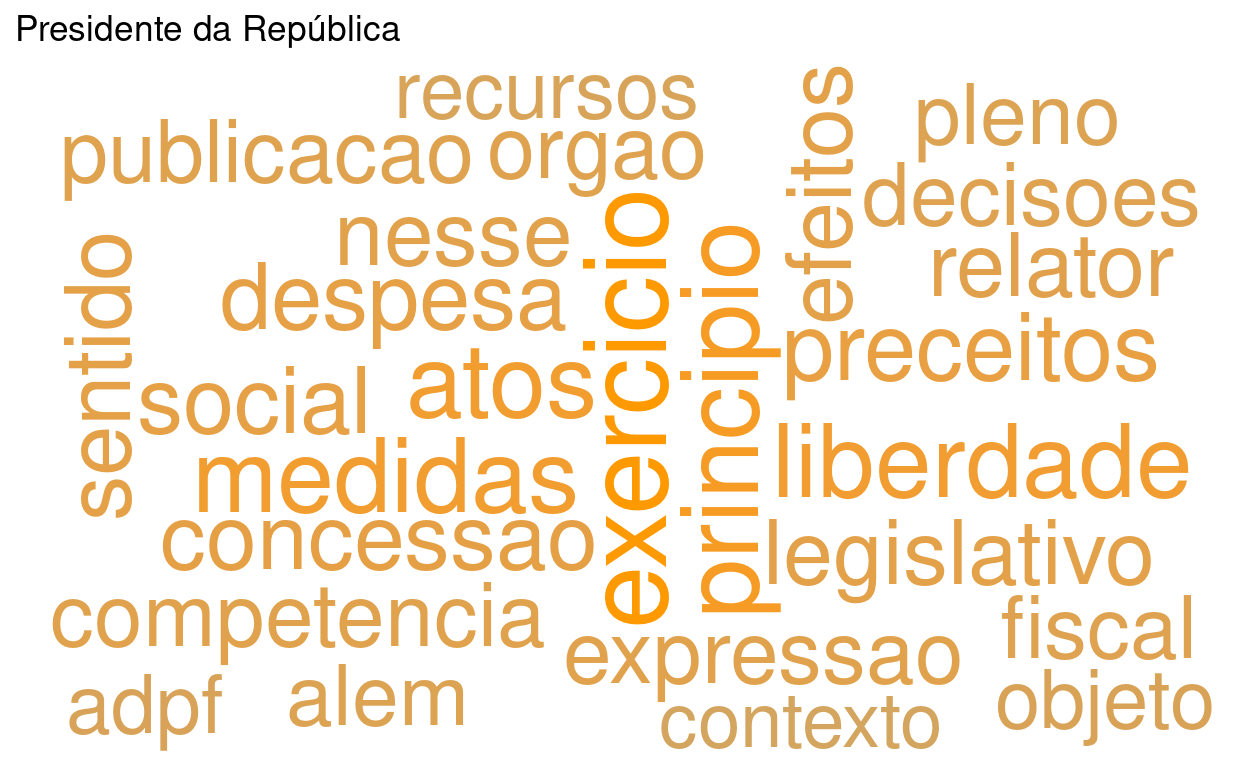 Presidente da República
recursos
pleno
publicacao
orgao
efeitos
decisoes
nesse
relator
sentido
despesa
exercicio
principio
preceitos
social
atos
medidas
liberdade
concessao
legislativo
competencia
expressao
fiscal
adpf
alem
contexto
objeto